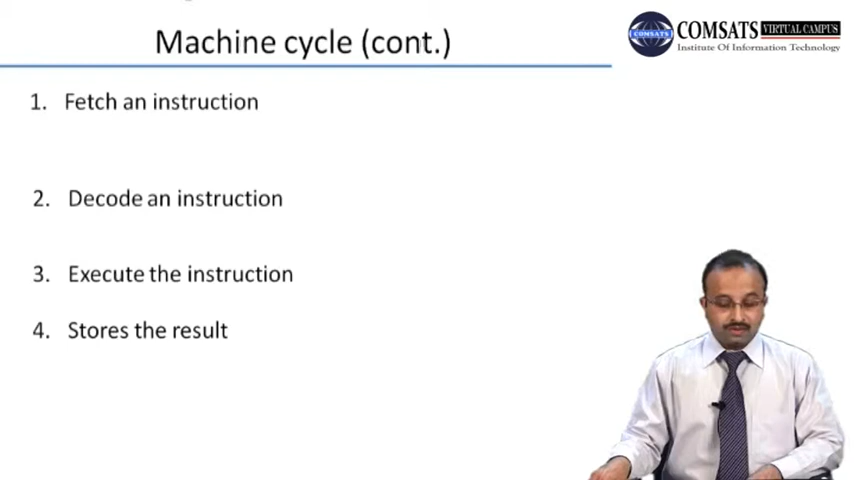 Machine cycle (cont.)
COMSATS VIRTUAL CAMPUS
Institute Of Information Technology
(COMSATS)
1. Fetch an instruction
2. Decode an instruction
3. Execute the instruction
4. Stores the result